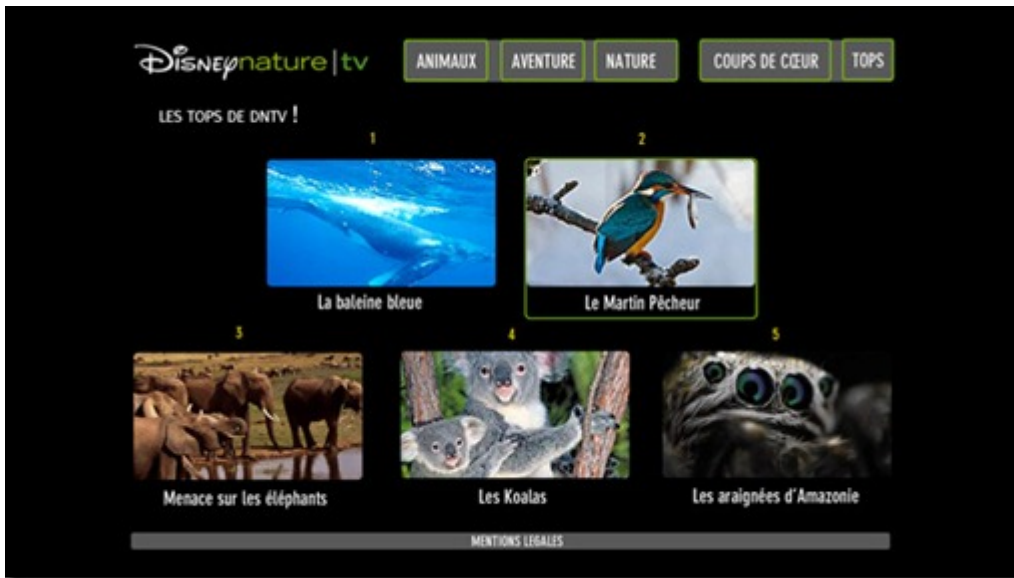 Disneynature|tv
ANIMAUX AVENTURE NATURE COUPS DE CŒUR TOPS
LES TOPS DE DNTV !
1 2
La baleine bleue Le Martin Pêcheur
3 4 5
Menace sur les éléphants Les Koalas Les araignées d'Amazonie
MENTIONS LEGALES